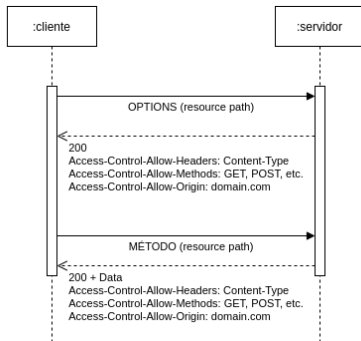 :cliente
:servidor
OPTIONS (resource path)
200
Access-Control-Allow-Headers: Content-Type
Access-Control-Allow-Methods: GET, POST, etc.
Access-Control-Allow-Origin: domain.com
MÉTODO (resource path)
200 + Data
Access-Control-Allow-Headers: Content-Type
Access-Control-Allow-Methods: GET, POST, etc.
Access-Control-Allow-Origin: domain.com